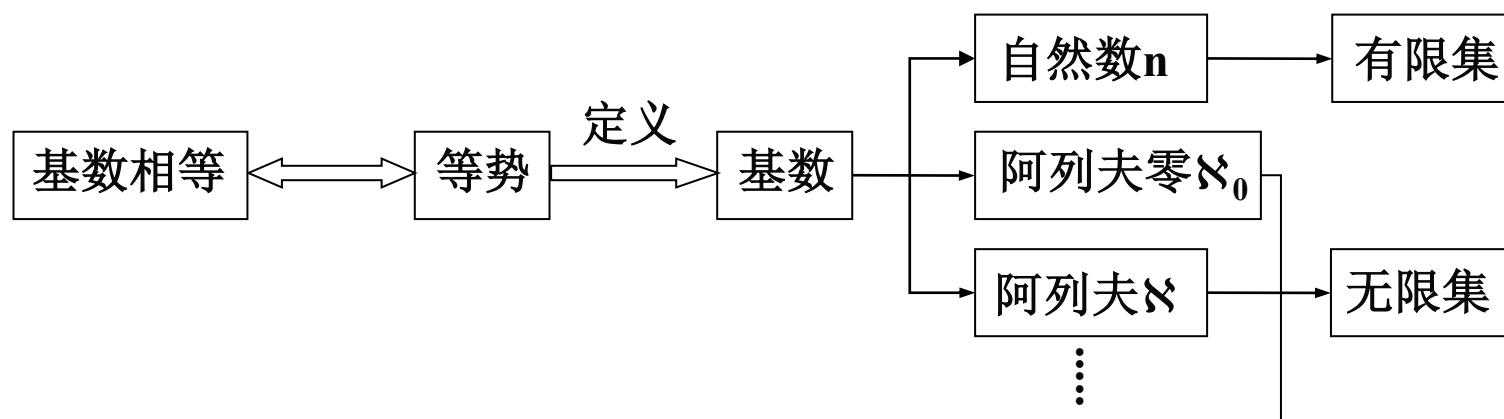 自然数n
有限集
定义
基数相等
等势
基数
阿列夫零ℵ₀
阿列夫ℵ
无限集